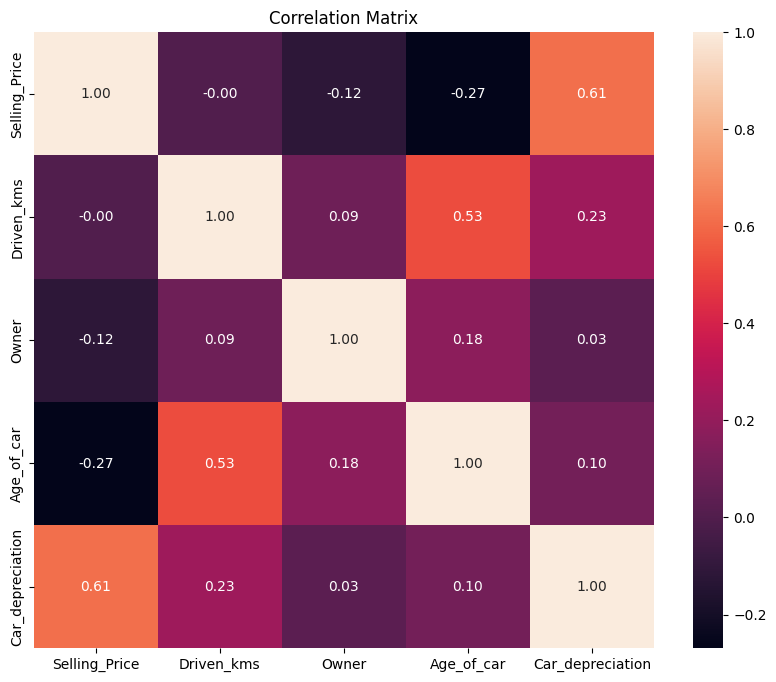 Correlation Matrix
Selling_Price 1.00 -0.00 -0.12 -0.27 0.61
Driven_kms -0.00 1.00 0.09 0.53 0.23
Owner -0.12 0.09 1.00 0.18 0.03
Age_of_car -0.27 0.53 0.18 1.00 0.10
Car_depreciation 0.61 0.23 0.03 0.10 1.00
Selling_Price Driven_kms Owner Age_of_car Car_depreciation
1.0
0.8
0.6
0.4
0.2
0.0
−0.2